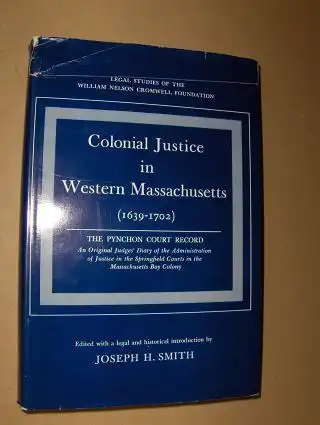 LEGAL STUDIES OF THE
WILLIAM NELSON CROMWELL FOUNDATION
Colonial Justice
in
Western Massachusetts
(1639-1702)
THE PYNCHON COURT RECORD
An Original Judges' Diary of the Administration
of Justice in the Springfield Courts in the
Massachusetts Bay Colony
Edited with a legal and historical introduction by
JOSEPH H. SMITH